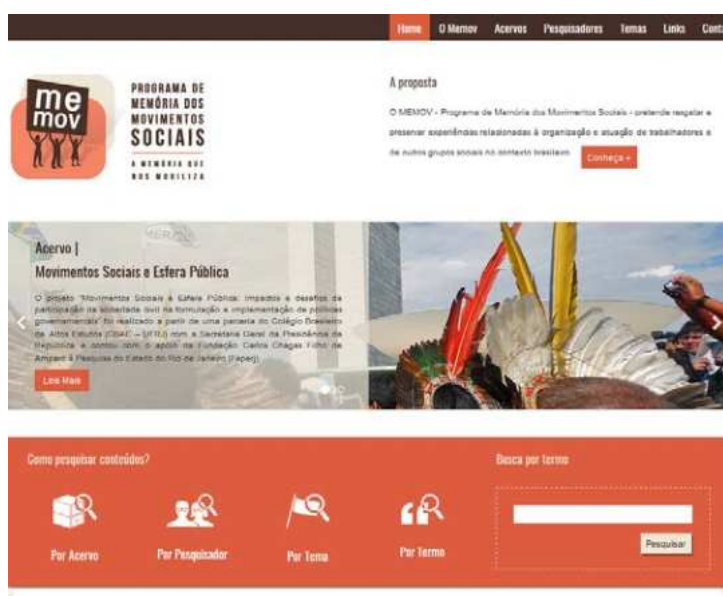 Home O Memov Acervos Pesquisadores Temas Links Cont
me
mov
PROGRAMA DE
MEMÓRIA DOS
MOVIMENTOS
SOCIAIS
A MEMÓRIA QUE
NOS MOBILIZA
A proposta
O MEMOV - Programa de Memória dos Movimentos Sociais - pretende resgatar e
preservar experiências relacionadas à organização e atuação de trabalhadores e
de outros grupos sociais no contexto brasileiro.
Conheça +
Acervo |
Movimentos Sociais e Esfera Pública
O projeto "Movimentos Sociais e Esfera Pública: Impactos e desafios da
participação da sociedade civil na formulação e implementação de políticas
governamentais" foi realizado a partir de uma parceria do Colégio Brasileiro
de Altos Estudos (CBAE – UFRJ) com a Secretaria Geral da Presidência da
República e contou com o apoio da Fundação Carlos Chagas Filho de
Amparo à Pesquisa do Estado do Rio de Janeiro (Faperj).
Leia Mais
Como pesquisar conteúdos?
Por Acervo
Por Pesquisador
Por Tema
Por Termo
Busca por termo
Pesquisar